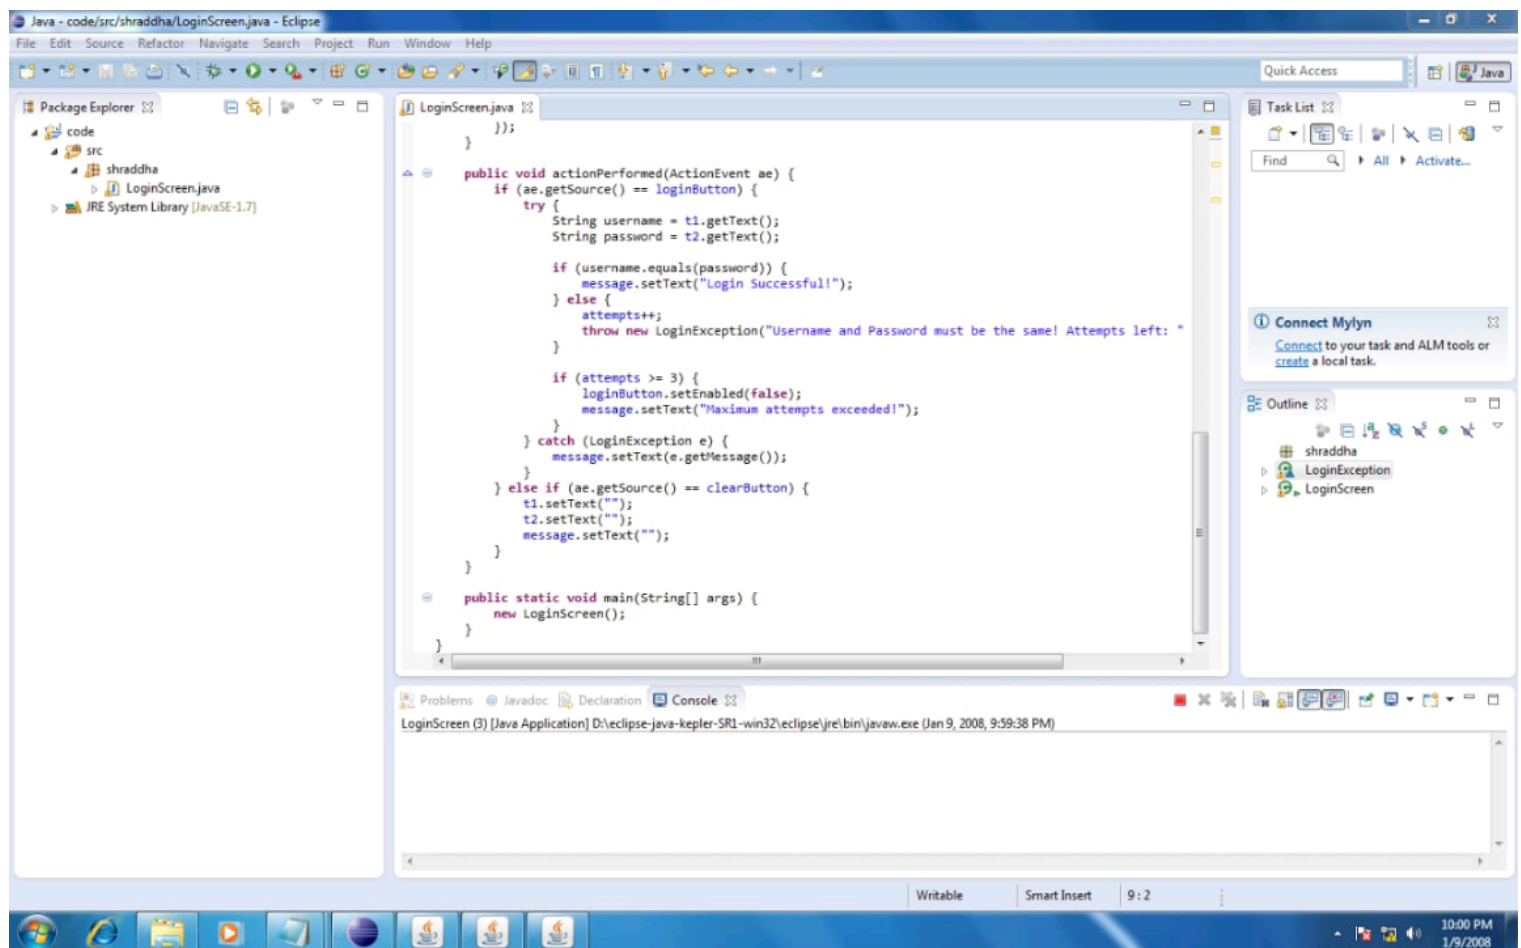 Java - code/src/shraddha/LoginScreen.java - Eclipse
File Edit Source Refactor Navigate Search Project Run Window Help
Quick Access
Java
Package Explorer
code
src
shraddha
LoginScreen.java
JRE System Library [JavaSE-1.7]
LoginScreen.java
});
}
public void actionPerformed(ActionEvent ae) {
if (ae.getSource() == loginButton) {
try {
String username = t1.getText();
String password = t2.getText();
if (username.equals(password)) {
message.setText("Login Successful!");
} else {
attempts++;
throw new LoginException("Username and Password must be the same! Attempts left: "
}
if (attempts >= 3) {
loginButton.setEnabled(false);
message.setText("Maximum attempts exceeded!");
}
} catch (LoginException e) {
message.setText(e.getMessage());
}
} else if (ae.getSource() == clearButton) {
t1.setText("");
t2.setText("");
message.setText("");
}
}
public static void main(String[] args) {
new LoginScreen();
}
}
Task List
Find All Activate...
Connect Mylyn
Connect to your task and ALM tools or
create a local task.
Outline
shraddha
LoginException
LoginScreen
Problems @ Javadoc Declaration Console
LoginScreen (3) [Java Application] D:\eclipse-java-kepler-SR1-win32\eclipse\jre\bin\javaw.exe (Jan 9, 2008, 9:59:38 PM)
Writable Smart Insert 9 : 2
10:00 PM
1/9/2008